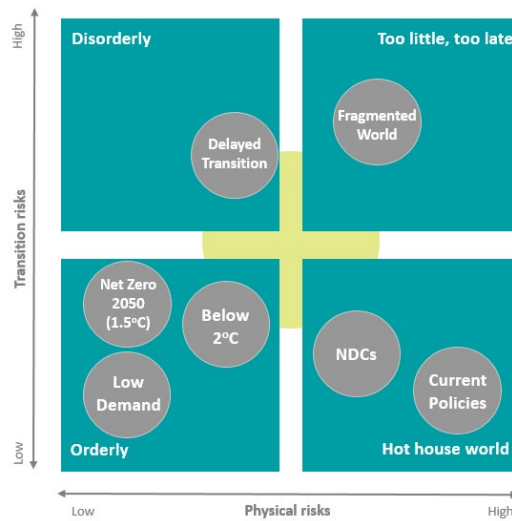 High
Disorderly
Too little, too late
Fragmented
World
Delayed
Transition
Transition risks
Net Zero
2050
(1.5°C)
Below
2°C
NDCs
Low
Demand
Current
Policies
Orderly
Hot house world
Low
Low
Physical risks
High